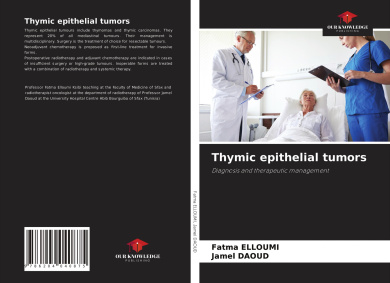 Thymic epithelial tumors
Thymic epithelial tumours include thymomas and thymic carcinomas. They
represent 20% of all mediastinal tumours. Their management is
multidisciplinary. Surgery is the treatment of choice for resectable tumours.
Neoadjuvant chemotherapy is proposed as first-line treatment for invasive
forms.
Postoperative radiotherapy and adjuvant chemotherapy are indicated in cases
of insufficient surgery or high-grade tumours. Inoperable forms are treated
with a combination of radiotherapy and systemic therapy.
Professor Fatma Elloumi Kallel teaching at the Faculty of Medicine of Sfax and
radiotherapist oncologist at the department of radiotherapy of Professor Jamel
Daoud at the University Hospital Centre Habib Bourguiba of Sfax (Tunisia)
OUR KNOWLEDGE
PUBLISHING
Fatma ELLOUMI, Jamel DAOUD
OUR KNOWLEDGE
PUBLISHING
Thymic epithelial tumors
Diagnosis and therapeutic management
Fatma ELLOUMI
Jamel DAOUD